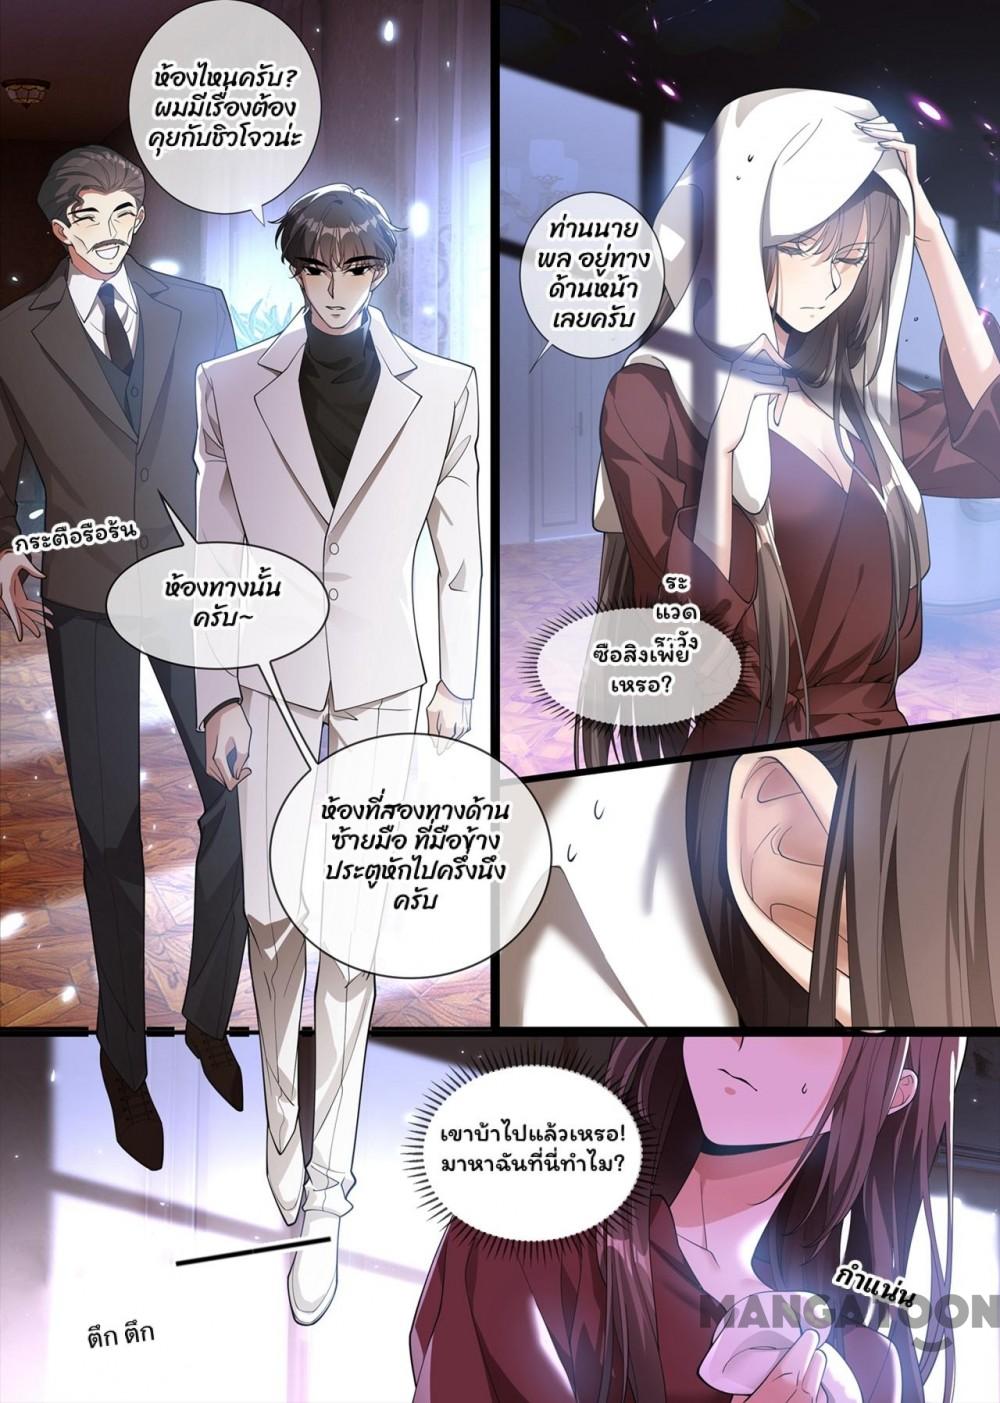 ห้องไหนครับ?
ผมมีเรื่องต้อง
คุยกับชิวโจวน่ะ
ท่านนาย
พล อยู่ทาง
ด้านหน้า
เลยครับ
กระตือรือร้น
ห้องทางนั้น
ครับ~
ระ
แวด
ระวัง
ซือสิงเพ่ย์
เหรอ?
ห้องที่สองทางด้าน
ซ้ายมือ ที่มือข้าง
ประตูหักไปครึ่งนึง
ครับ
เขาบ้าไปแล้วเหรอ!
มาหาฉันที่นี่ทำไม?
กำแน่น
MANGATOON
ตึก ตึก